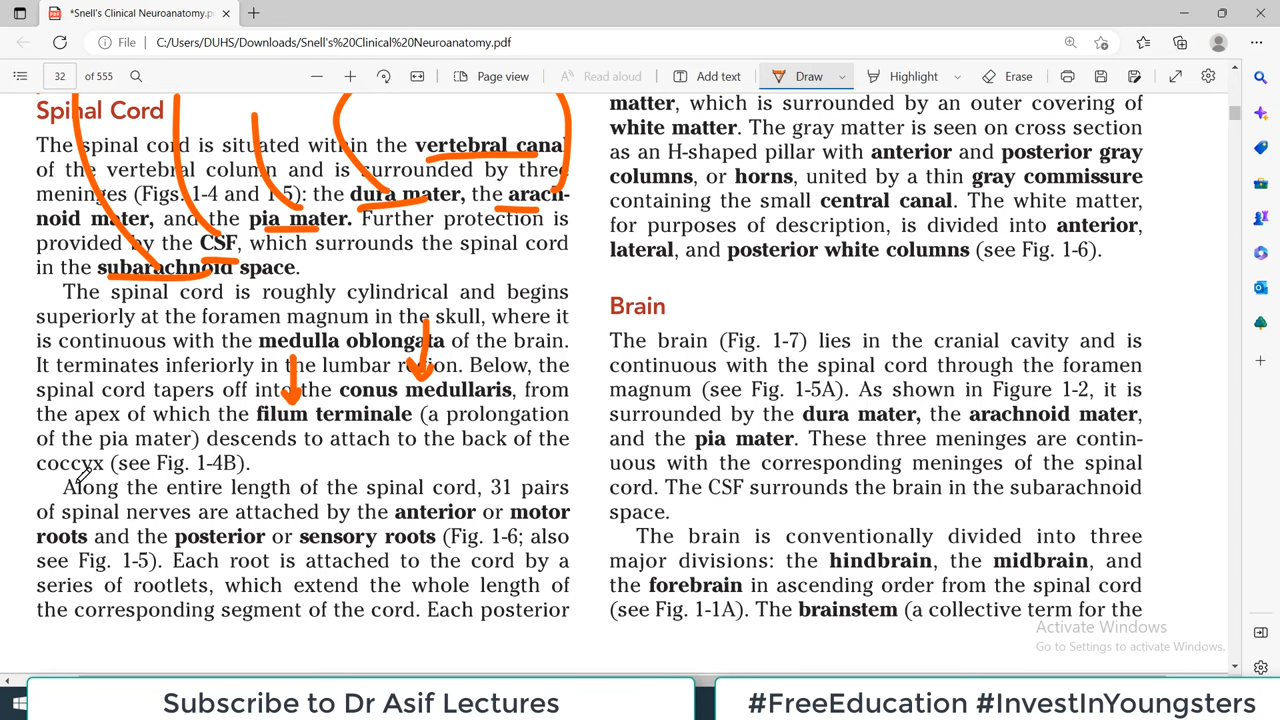 *Snell's Clinical Neuroanatomy.p
File
C:/Users/DUHS/Downloads/Snell's%20Clinical%20Neuroanatomy.pdf
32 of 555
Page view
Read aloud
Add text
Draw
Highlight
Erase
Spinal Cord
The spinal cord is situated within the vertebral canal
of the vertebral column and is surrounded by three
meninges (Figs. 1-4 and 1-5): the dura mater, the arach-
noid mater, and the pia mater. Further protection is
provided by the CSF, which surrounds the spinal cord
in the subarachnoid space.
The spinal cord is roughly cylindrical and begins
superiorly at the foramen magnum in the skull, where it
is continuous with the medulla oblongata of the brain.
It terminates inferiorly in the lumbar region. Below, the
spinal cord tapers off into the conus medullaris, from
the apex of which the filum terminale (a prolongation
of the pia mater) descends to attach to the back of the
coccyx (see Fig. 1-4B).
Along the entire length of the spinal cord, 31 pairs
of spinal nerves are attached by the anterior or motor
roots and the posterior or sensory roots (Fig. 1-6; also
see Fig. 1-5). Each root is attached to the cord by a
series of rootlets, which extend the whole length of
the corresponding segment of the cord. Each posterior
matter, which is surrounded by an outer covering of
white matter. The gray matter is seen on cross section
as an H-shaped pillar with anterior and posterior gray
columns, or horns, united by a thin gray commissure
containing the small central canal. The white matter,
for purposes of description, is divided into anterior,
lateral, and posterior white columns (see Fig. 1-6).
Brain
The brain (Fig. 1-7) lies in the cranial cavity and is
continuous with the spinal cord through the foramen
magnum (see Fig. 1-5A). As shown in Figure 1-2, it is
surrounded by the dura mater, the arachnoid mater,
and the pia mater. These three meninges are contin-
uous with the corresponding meninges of the spinal
cord. The CSF surrounds the brain in the subarachnoid
space.
The brain is conventionally divided into three
major divisions: the hindbrain, the midbrain, and
the forebrain in ascending order from the spinal cord
(see Fig. 1-1A). The brainstem (a collective term for the
Activate Windows
Go to Settings to activate Windows.
Subscribe to Dr Asif Lectures
#FreeEducation #InvestInYoungsters